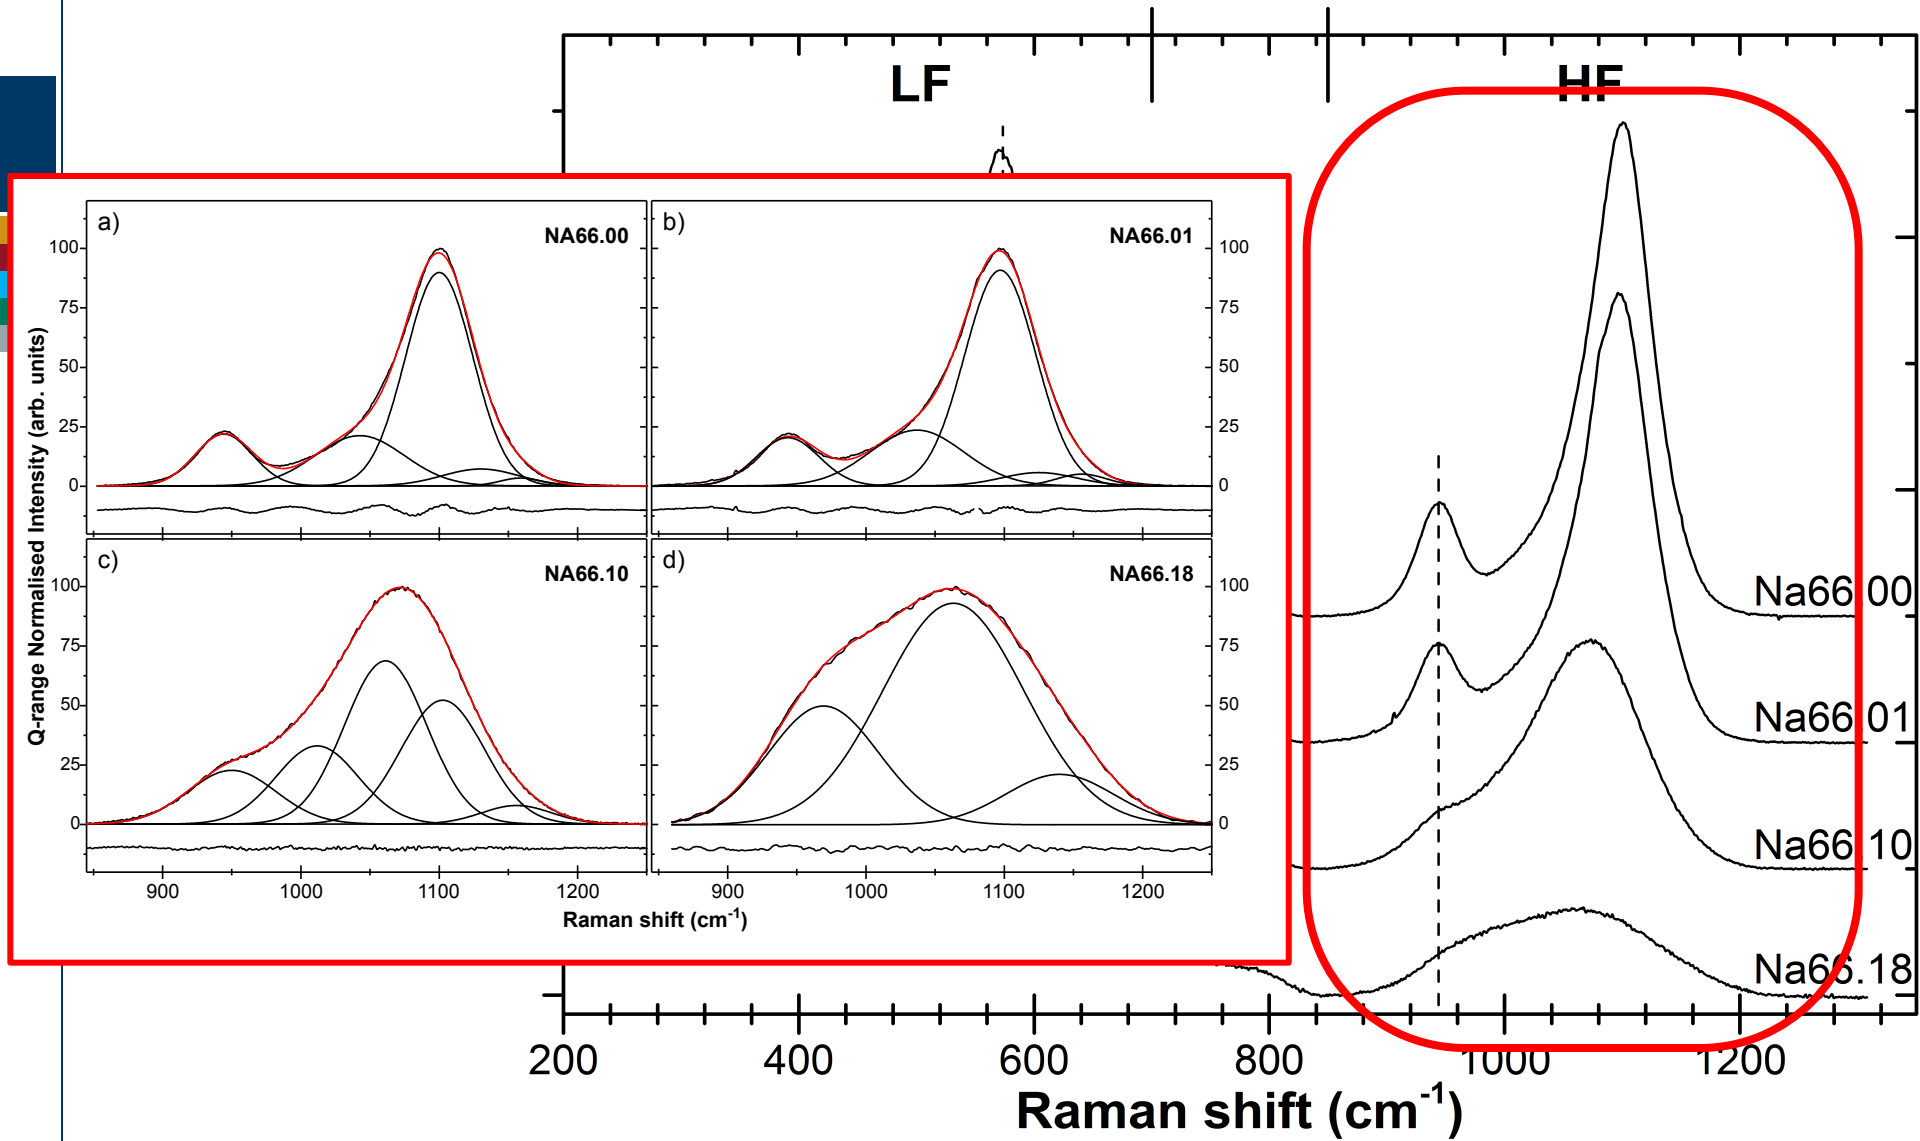 LF
HF
a)
NA66.00
b)
NA66.01
100
75
50
25
0
100
75
50
25
0
Q-range Normalised Intensity (arb. units)
c)
NA66.10
d)
NA66.18
100
75
50
25
0
100
75
50
25
0
900
1000
1100
1200
900
1000
1100
1200
Raman shift (cm-1)
Na66.00
Na66.01
Na66.10
Na66.18
200
400
600
800
1000
1200
Raman shift (cm-1)